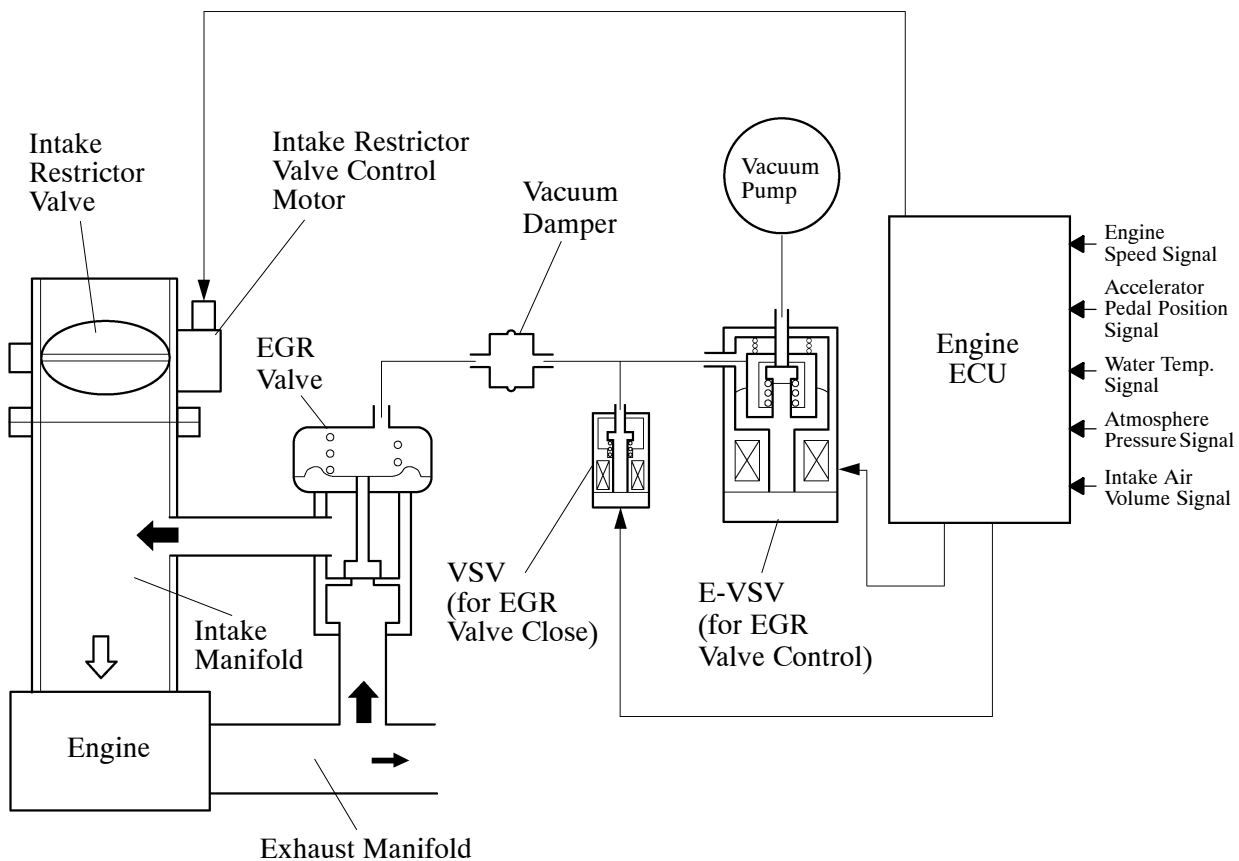 Intake
Restrictor
Valve
Intake Restrictor
Valve Control
Motor
Vacuum
Damper
Vacuum
Pump
EGR
Valve
Engine
ECU
Engine
Speed Signal
Accelerator
Pedal Position
Signal
Water Temp.
Signal
Atmosphere
Pressure Signal
Intake Air
Volume Signal
VSV
(for EGR
Valve Close)
E-VSV
(for EGR
Valve Control)
Intake
Manifold
Engine
Exhaust Manifold